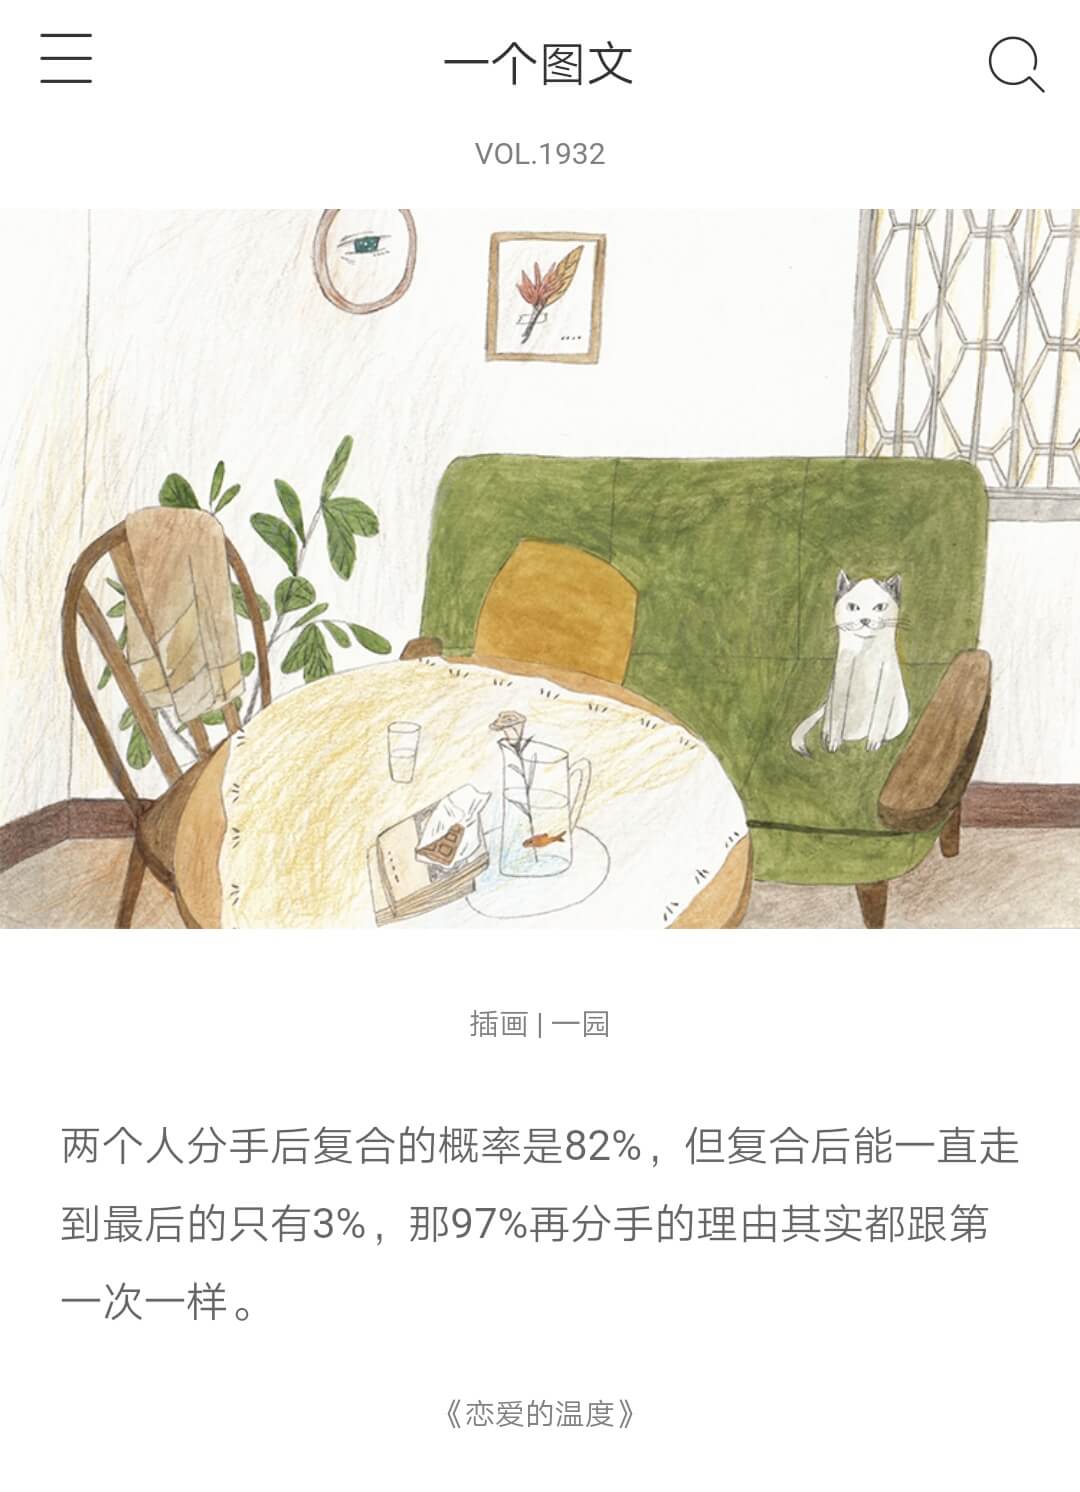 一个图文
VOL.1932
插画 | 一园
两个人分手后复合的概率是82%，但复合后能一直走
到最后的只有3%，那97%再分手的理由其实都跟第
一次一样。
《恋爱的温度》